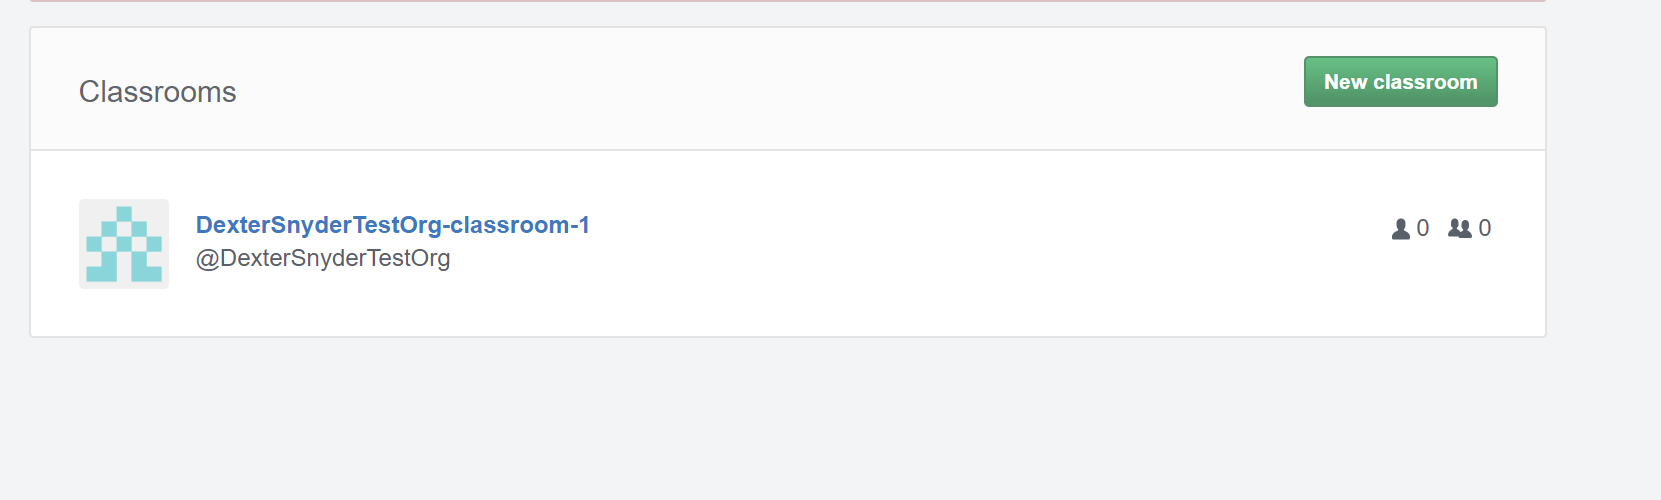 Classrooms
New classroom
DexterSnyderTestOrg-classroom-1
@DexterSnyderTestOrg
0 0